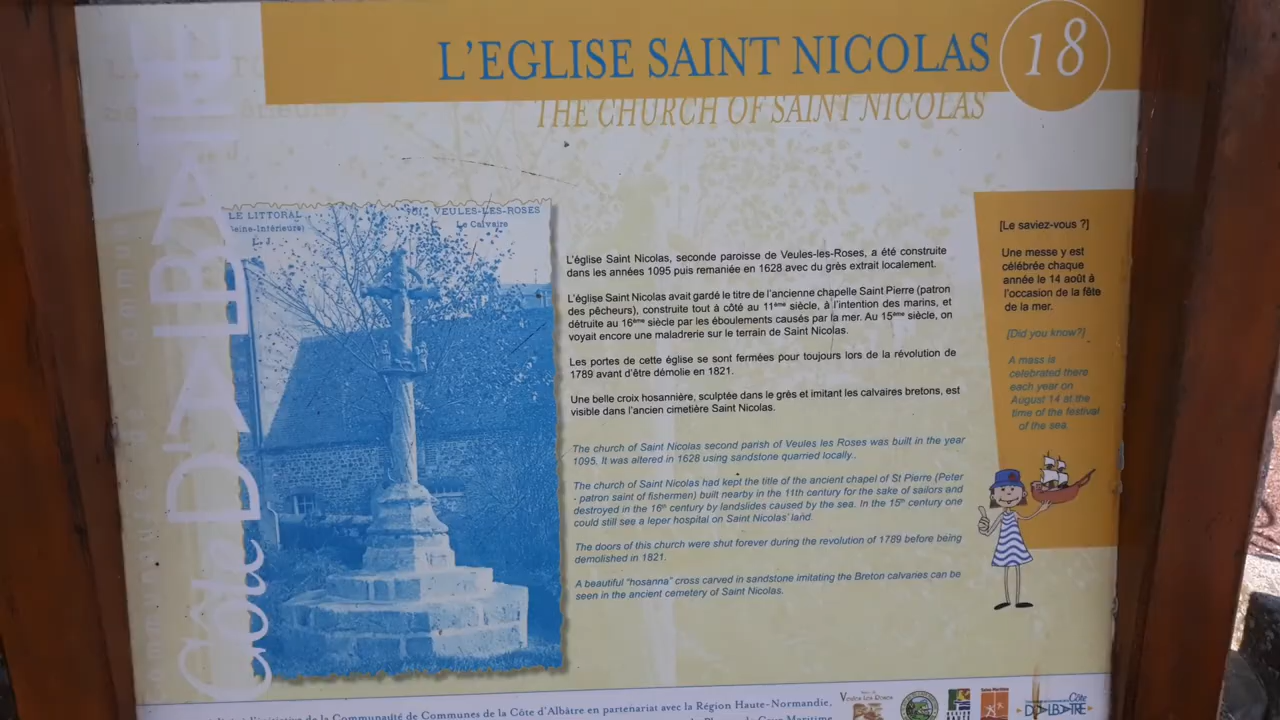 L'EGLISE SAINT NICOLAS
18
THE CHURCH OF SAINT NICOLAS
Côte D'ALBATRE
LE LITTORAL
Seine-Inférieure)
L. J.
VEULES-LES-ROSES
Le Calvaire
L'église Saint Nicolas, seconde paroisse de Veules-les-Roses, a été construite
dans les années 1095 puis remaniée en 1628 avec du grès extrait localement.
L'église Saint Nicolas avait gardé le titre de l'ancienne chapelle Saint Pierre (patron
des pêcheurs), construite tout à côté au 11ème siècle, à l'intention des marins, et
détruite au 16ème siècle par les éboulements causés par la mer. Au 15ème siècle, on
voyait encore une maladrerie sur le terrain de Saint Nicolas.
Les portes de cette église se sont fermées pour toujours lors de la révolution de
1789 avant d'être démolie en 1821.
Une belle croix hosannière, sculptée dans le grès et imitant les calvaires bretons, est
visible dans l'ancien cimetière Saint Nicolas.
The church of Saint Nicolas second parish of Veules les Roses was built in the year
1095. It was altered in 1628 using sandstone quarried locally..
The church of Saint Nicolas had kept the title of the ancient chapel of St Pierre (Peter
- patron saint of fishermen) built nearby in the 11th century for the sake of sailors and
destroyed in the 16th century by landslides caused by the sea. In the 15th century one
could still see a leper hospital on Saint Nicolas' land.
The doors of this church were shut forever during the revolution of 1789 before being
demolished in 1821.
A beautiful "hosanna" cross carved in sandstone imitating the Breton calvaries can be
seen in the ancient cemetery of Saint Nicolas.
[Le saviez-vous ?]
Une messe y est
célébrée chaque
année le 14 août à
l'occasion de la fête
de la mer.
[Did you know?]
A mass is
celebrated there
each year on
August 14 at the
time of the festival
of the sea.
l'initiative de la Communauté de Communes de la Côte d'Albâtre en partenariat avec la Région Haute-Normandie,
Veules les Roses
Seine-Maritime
Côte
D'ALBATRE